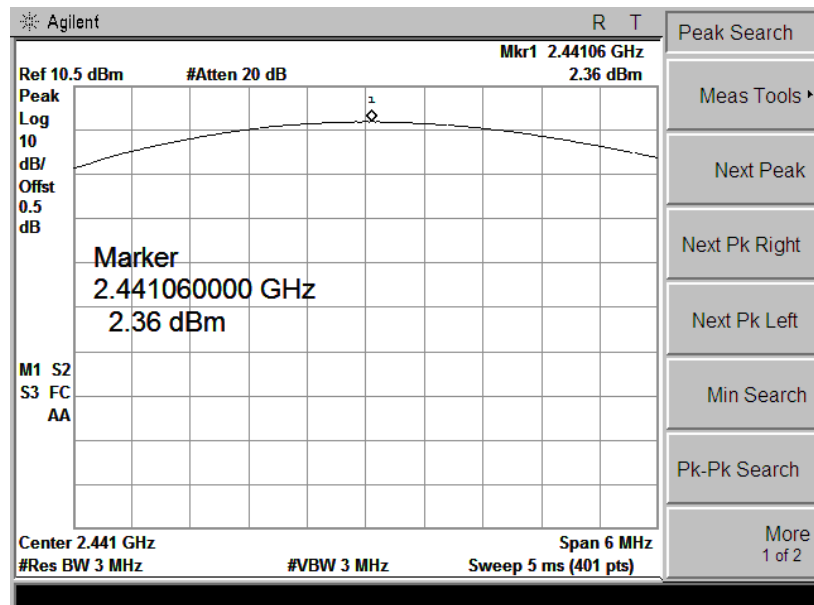 Agilent R T
Mkr1 2.44106 GHz
Ref 10.5 dBm #Atten 20 dB 2.36 dBm
Peak
Log
10
dB/
Offst
0.5
dB
1
Marker
2.441060000 GHz
2.36 dBm
M1 S2
S3 FC
AA
Center 2.441 GHz Span 6 MHz
#Res BW 3 MHz #VBW 3 MHz Sweep 5 ms (401 pts)
Peak Search
Meas Tools
Next Peak
Next Pk Right
Next Pk Left
Min Search
Pk-Pk Search
More
1 of 2